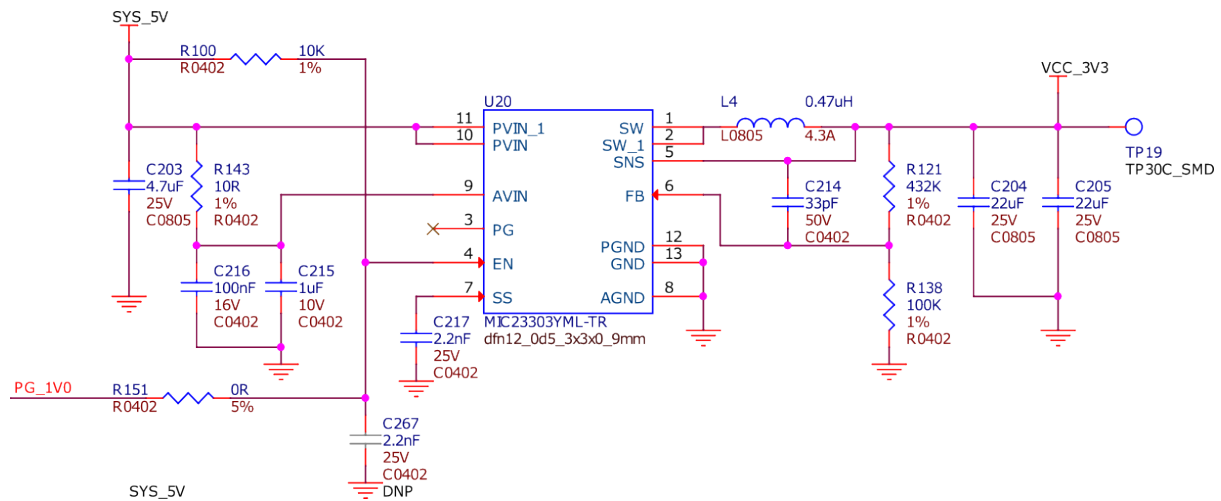 SYS_5V
R100
10K
R0402
1%
VCC_3V3
U20
L4
0.47uH
L0805
4.3A
11
PVIN_1
10
PVIN
SW
1
SW_1
2
SNS
5
TP19
TP30C_SMD
C203
4.7uF
25V
C0805
R143
10R
1%
R0402
9
AVIN
FB
6
C214
33pF
50V
C0402
R121
432K
1%
R0402
C204
22uF
25V
C0805
C205
22uF
25V
C0805
3
PG
4
EN
7
SS
PGND
12
GND
13
AGND
8
C216
100nF
16V
C0402
C215
1uF
10V
C0402
R138
100K
1%
R0402
MIC23303YML-TR
dfn12_0d5_3x3x0_9mm
C217
2.2nF
25V
C0402
PG_1V0
R151
0R
R0402
5%
C267
2.2nF
25V
C0402
DNP
SYS_5V